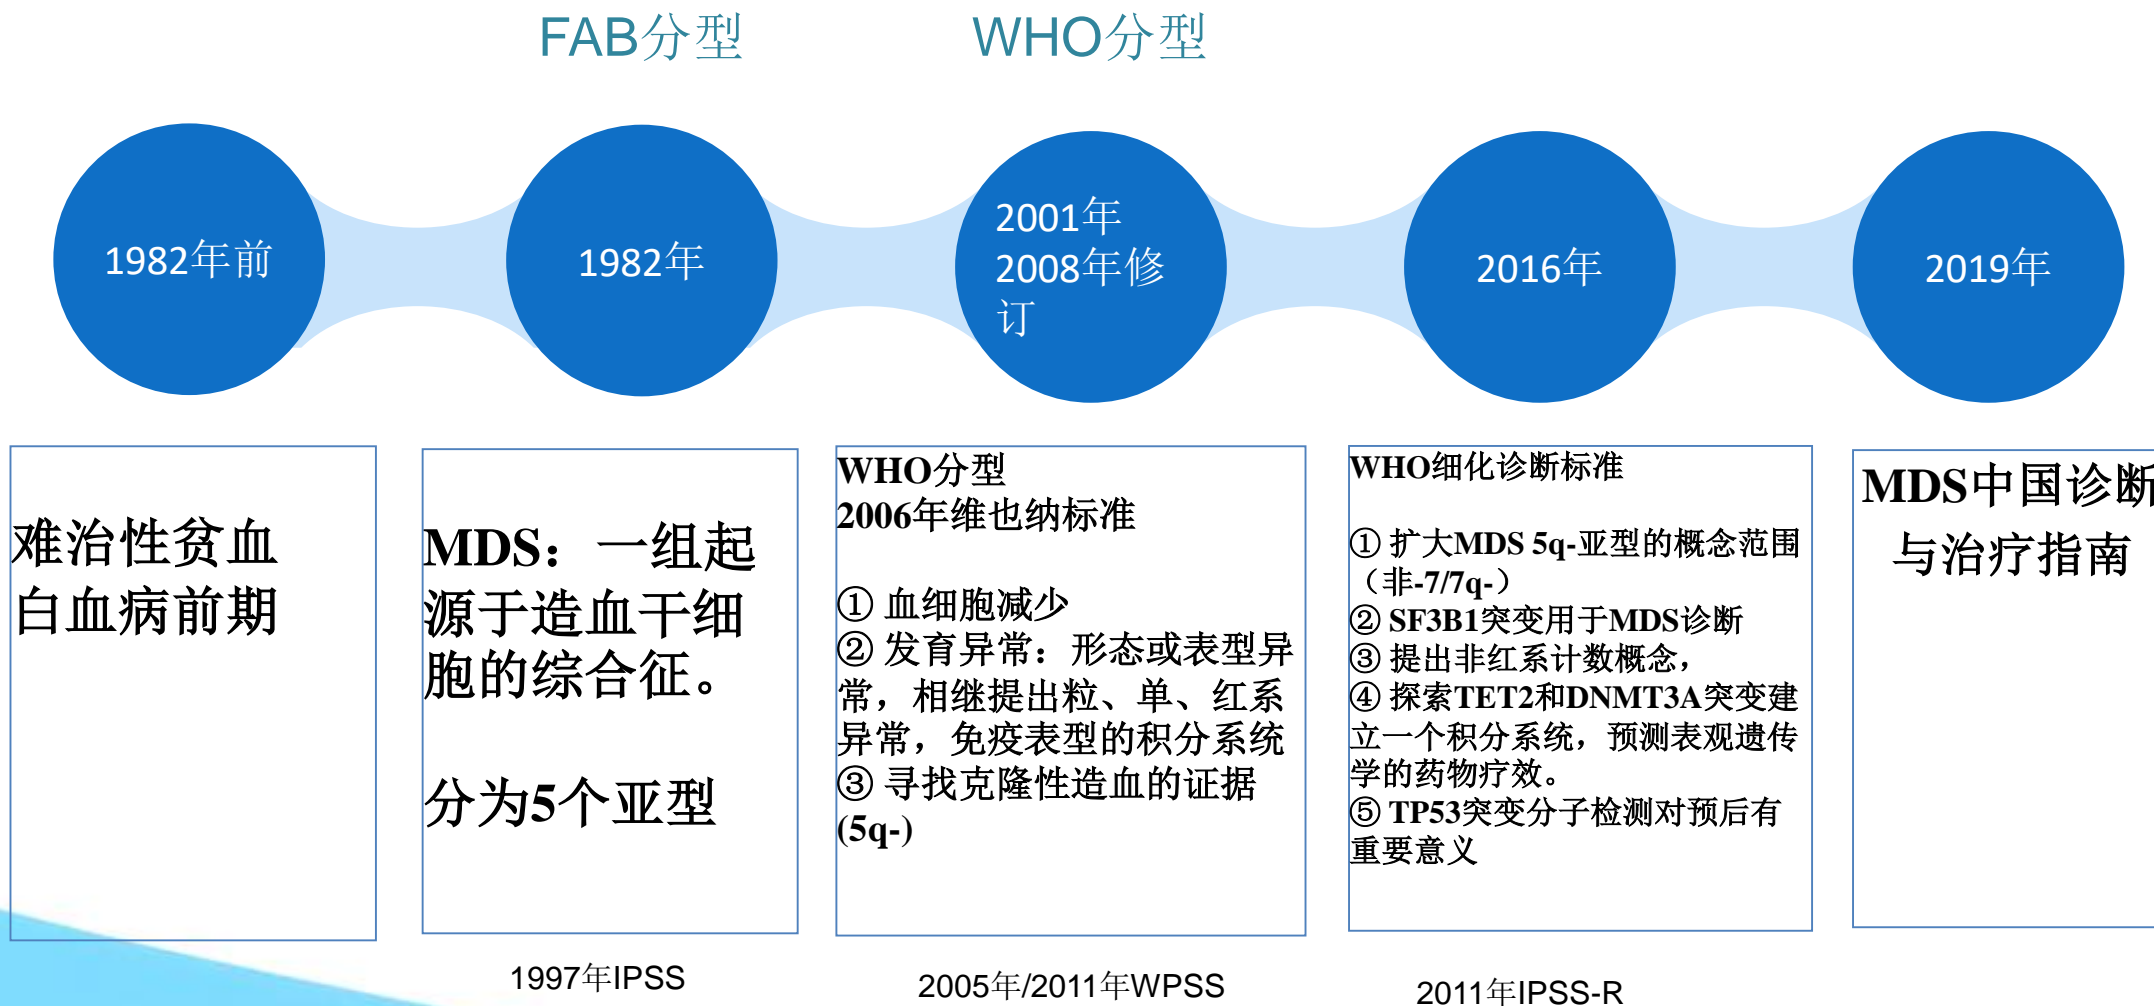 FAB分型
WHO分型
1982年前
1982年
2001年
2008年修
订
2016年
2019年
难治性贫血
白血病前期
MDS：一组起
源于造血干细
胞的综合征。
分为5个亚型
WHO分型
2006年维也纳标准
① 血细胞减少
② 发育异常：形态或表型异
常，相继提出粒、单、红系
异常，免疫表型的积分系统
③ 寻找克隆性造血的证据
(5q-)
WHO细化诊断标准
① 扩大MDS 5q-亚型的概念范围
（非-7/7q-）
② SF3B1突变用于MDS诊断
③ 提出非红系计数概念，
④ 探索TET2和DNMT3A突变建
立一个积分系统，预测表观遗传
学的药物疗效。
⑤ TP53突变分子检测对预后有
重要意义
MDS中国诊断
与治疗指南
1997年IPSS
2005年/2011年WPSS
2011年IPSS-R